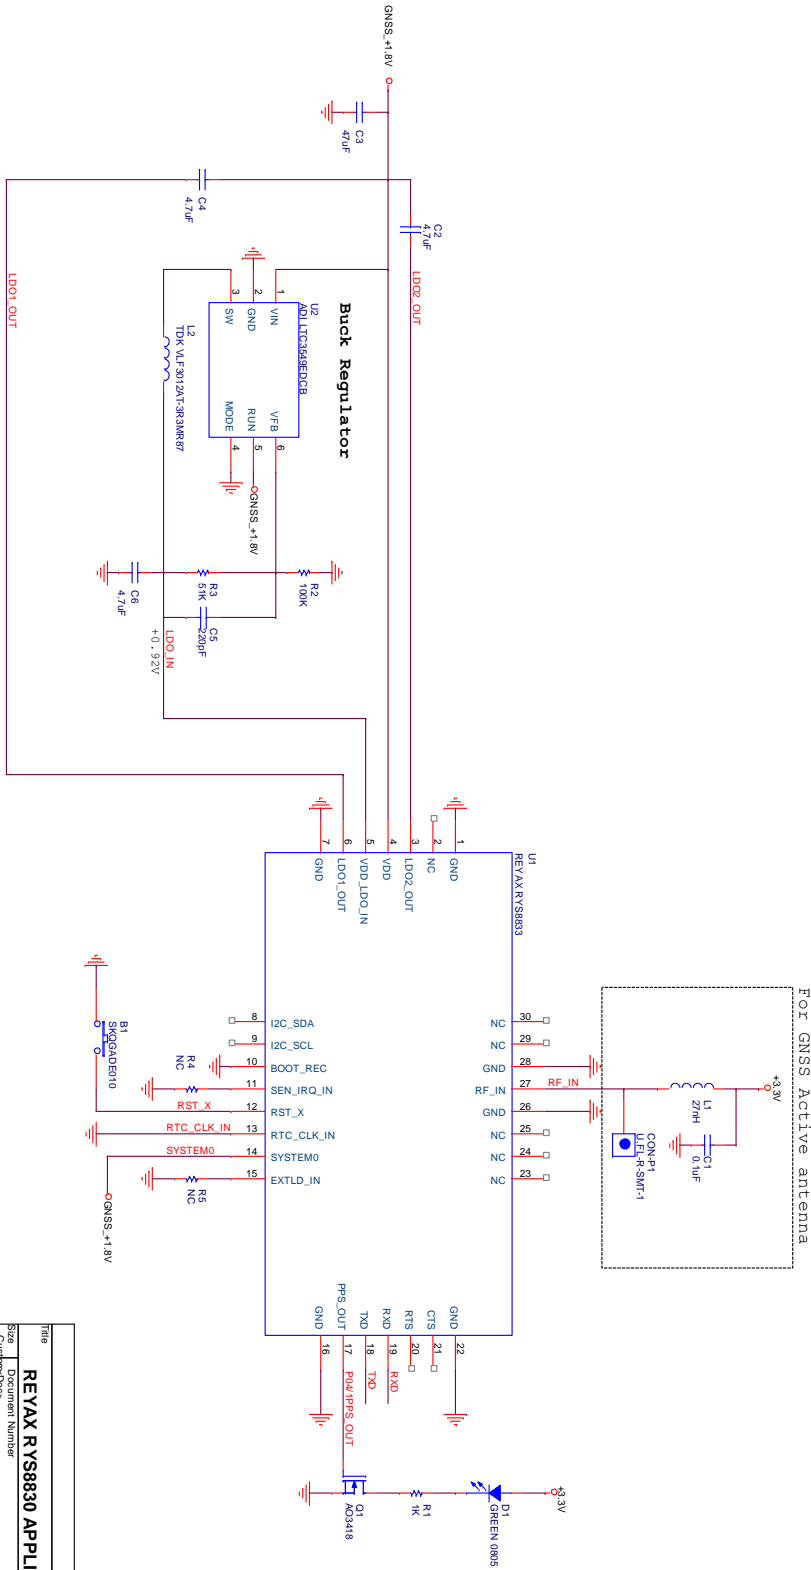 GNSS_+1.8V
C3
47uF
C4
4.7uF
C2
4.7uF
LDO2_OUT
LDO1_OUT
Buck Regulator
U2
ADI LTC3549EDCB
1
VIN
2
GND
3
SW
VFB
6
RUN
5
MODE
4
GNSS_+1.8V
L2
TDK VLF3012AT-3R3MR87
R2
100K
R3
51K
C6
4.7uF
C5
220pF
LDO_IN
+0.92V
U1
REYAX RYS8833
1
GND
2
NC
3
LDO2_OUT
4
VDD
5
VDD_LDO_IN
6
LDO1_OUT
7
GND
8
I2C_SDA
9
I2C_SCL
10
BOOT_REC
11
SEN_IRQ_IN
12
RST_X
13
RTC_CLK_IN
14
SYSTEM0
15
EXTLD_IN
GND
16
PPS_OUT
17
TXD
18
RXD
19
RTS
20
CTS
21
GND
22
NC
23
NC
24
NC
25
GND
26
RF_IN
27
GND
28
NC
29
NC
30
B1
SKQGADE010
R4
NC
RST_X
RTC_CLK_IN
SYSTEM0
GNSS_+1.8V
R5
NC
For GNSS Active antenna
+3.3V
RF_IN
L1
27nH
C1
0.1uF
CON-P1
U.FL-R-SMT-1
RXD
TXD
P04/1PPS_OUT
Q1
AO3418
R1
1K
D1
GREEN 0805
+3.3V
Title
REYAX RYS8830 APPLI
Size
Document Number